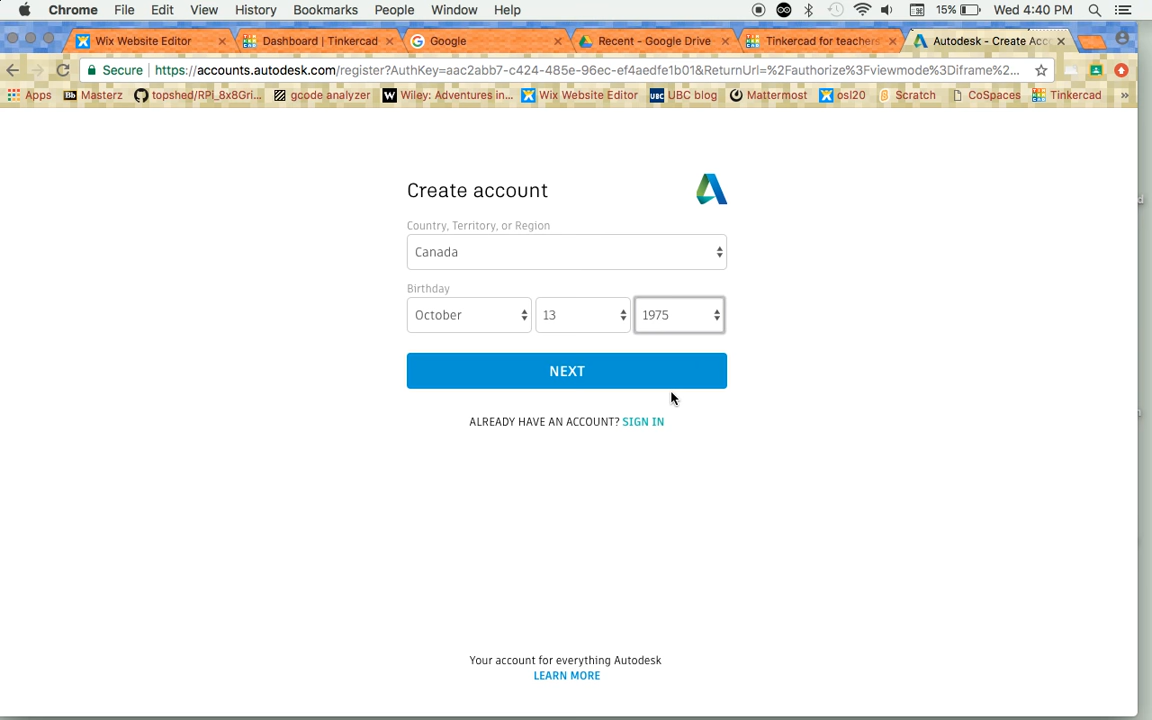 Chrome File Edit View History Bookmarks People Window Help 15% Wed 4:40 PM
Wix Website Editor Dashboard | Tinkercad Google Recent - Google Drive Tinkercad for teachers Autodesk - Create Acc
Secure https://accounts.autodesk.com/register?AuthKey=aac2abb7-c424-485e-96ec-ef4aedfe1b01&ReturnUrl=%2Fauthorize%3Fviewmode%3Diframe%2...
Apps Bb Masterz topshed/RPi_8x8Gri... gcode analyzer W Wiley: Adventures in... Wix Website Editor UBC UBC blog Mattermost osl20 Scratch CoSpaces Tinkercad »
Create account
Country, Territory, or Region
Canada
Birthday
October 13 1975
NEXT
ALREADY HAVE AN ACCOUNT? SIGN IN
Your account for everything Autodesk
LEARN MORE